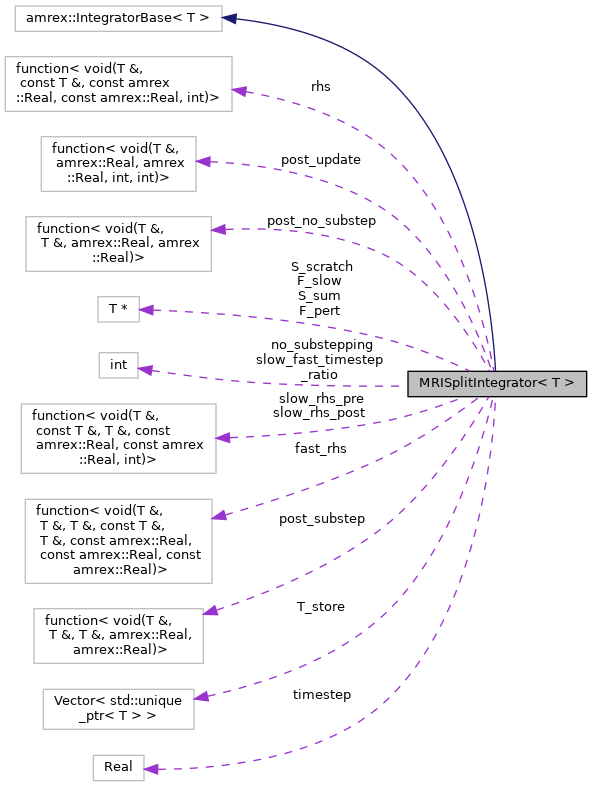 amrex::IntegratorBase< T >
function< void(T &,
const T &, const amrex
::Real, const amrex::Real, int)>
rhs
function< void(T &,
amrex::Real, amrex
::Real, int, int)>
post_update
function< void(T &,
T &, amrex::Real, amrex
::Real)>
post_no_substep
T *
S_scratch
F_slow
S_sum
F_pert
int
no_substepping
slow_fast_timestep
_ratio
MRISplitIntegrator< T >
function< void(T &,
const T &, T &, const
amrex::Real, const amrex
::Real, int)>
slow_rhs_pre
slow_rhs_post
function< void(T &,
T &, T &, const T &,
T &, const amrex::Real,
const amrex::Real, const
amrex::Real)>
fast_rhs
function< void(T &,
T &, T &, amrex::Real,
amrex::Real)>
post_substep
Vector< std::unique
_ptr< T > >
T_store
Real
timestep